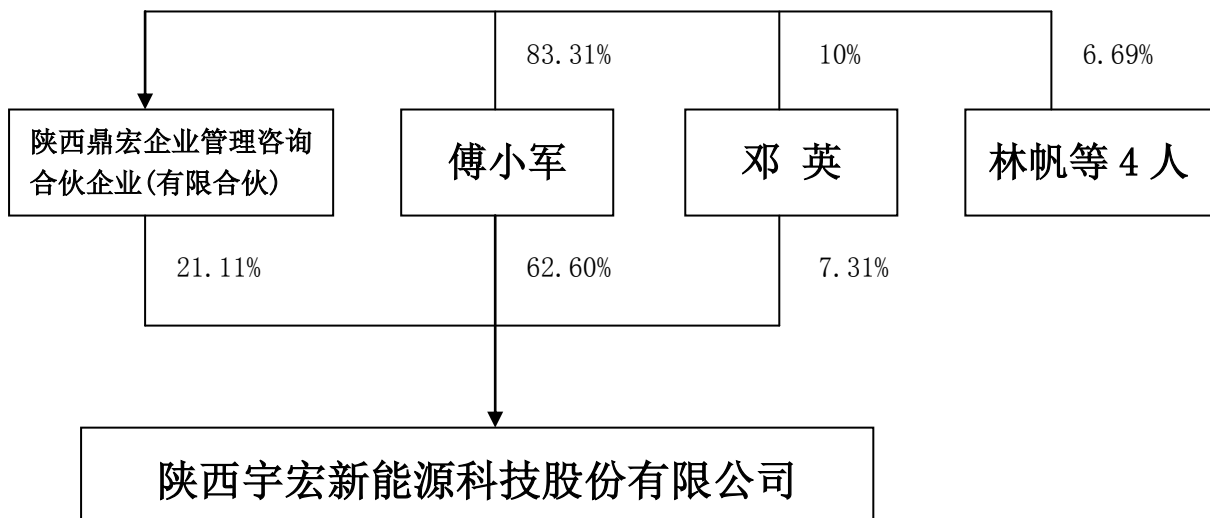 83.31%
10%
6.69%
陕西鼎宏企业管理咨询
合伙企业(有限合伙)
傅小军
邓 英
林帆等 4 人
21.11%
62.60%
7.31%
陕西宇宏新能源科技股份有限公司